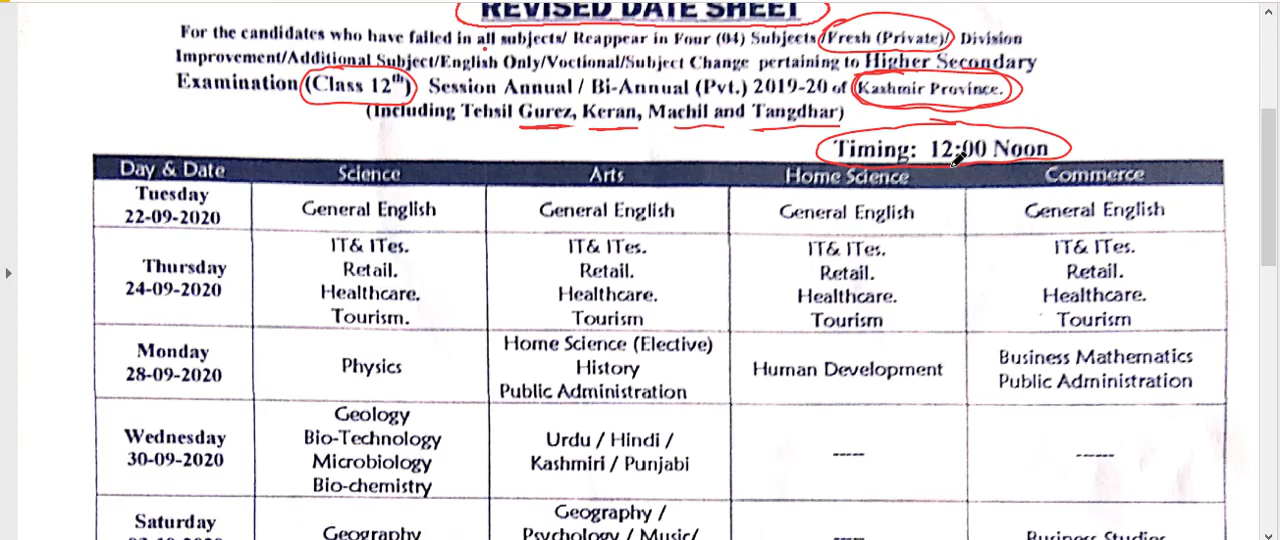 REVISED DATE SHEET
For the candidates who have failed in all subjects/ Reappear in Four (04) Subjects /Fresh (Private)/ Division
Improvement/Additional Subject/English Only/Voctional/Subject Change pertaining to Higher Secondary
Examination (Class 12th) Session Annual / Bi-Annual (Pvt.) 2019-20 of Kashmir Province.
(Including Tehsil Gurez, Keran, Machil and Tangdhar)
Timing: 12:00 Noon
Day & Date Science Arts Home Science Commerce
Tuesday
22-09-2020 General English General English General English General English
IT& ITes. IT& ITes. IT& ITes. IT& ITes.
Thursday Retail. Retail. Retail. Retail.
24-09-2020 Healthcare. Healthcare. Healthcare. Healthcare.
Tourism. Tourism Tourism Tourism
Monday Home Science (Elective) Business Mathematics
28-09-2020 Physics History Human Development Public Administration
Public Administration
Geology
Wednesday Bio-Technology Urdu / Hindi /
30-09-2020 Microbiology Kashmiri / Punjabi ----- ------
Bio-chemistry
Saturday Geography /
Geography Psychology / Music/ ----- Business Studies